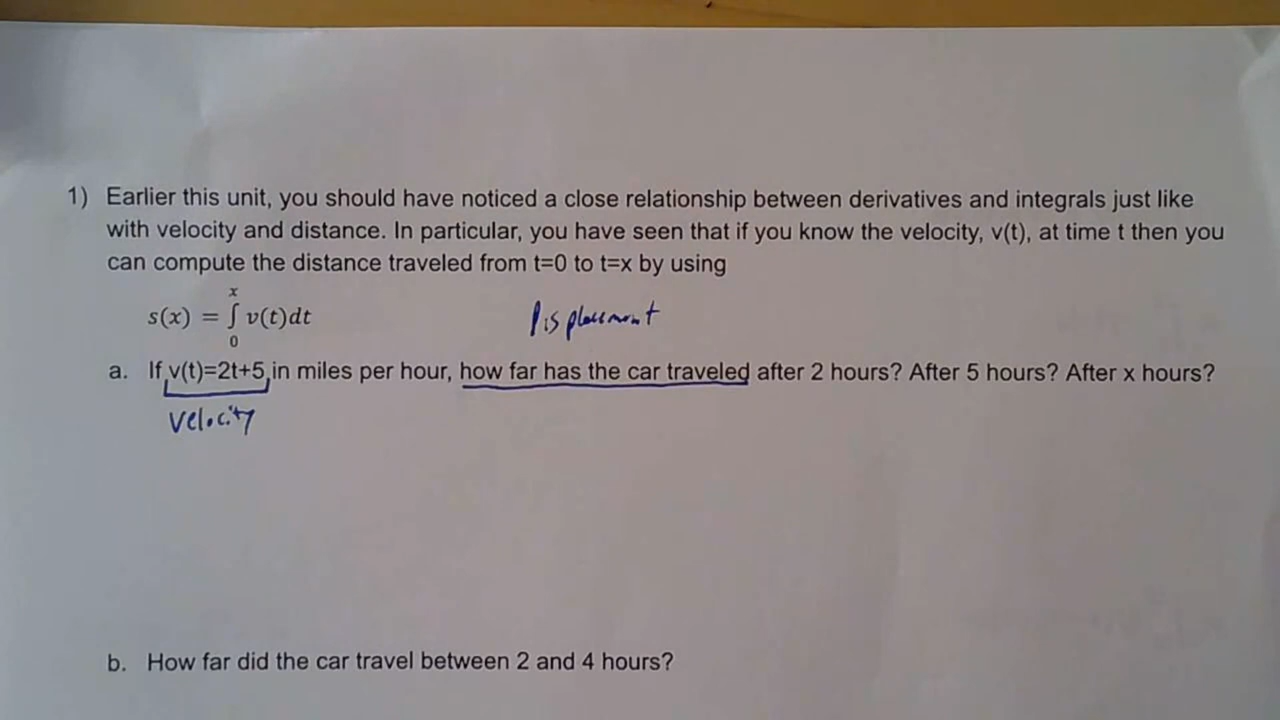 1) Earlier this unit, you should have noticed a close relationship between derivatives and integrals just like
with velocity and distance. In particular, you have seen that if you know the velocity, v(t), at time t then you
can compute the distance traveled from t=0 to t=x by using
s(x) = ∫₀ˣ v(t)dt
Displacement
a. If v(t)=2t+5 in miles per hour, how far has the car traveled after 2 hours? After 5 hours? After x hours?
velocity
b. How far did the car travel between 2 and 4 hours?